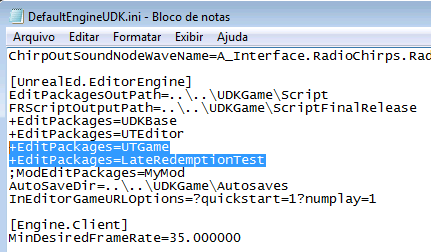 DefaultEngineUDK.ini - Bloco de notas
Arquivo Editar Formatar Exibir Ajuda
ChirpOutSoundNodeWaveName=A_Interface.RadioChirps.Rad
[UnrealEd.EditorEngine]
EditPackagesOutPath=..\..\UDKGame\Script
FRScriptOutputPath=..\..\UDKGame\ScriptFinalRelease
+EditPackages=UDKBase
+EditPackages=UTEditor
+EditPackages=UTGame
+EditPackages=LateRedemptionTest
;ModEditPackages=MyMod
AutoSaveDir=..\..\UDKGame\Autosaves
InEditorGameURLOptions=?quickstart=1?numplay=1
[Engine.Client]
MinDesiredFrameRate=35.000000